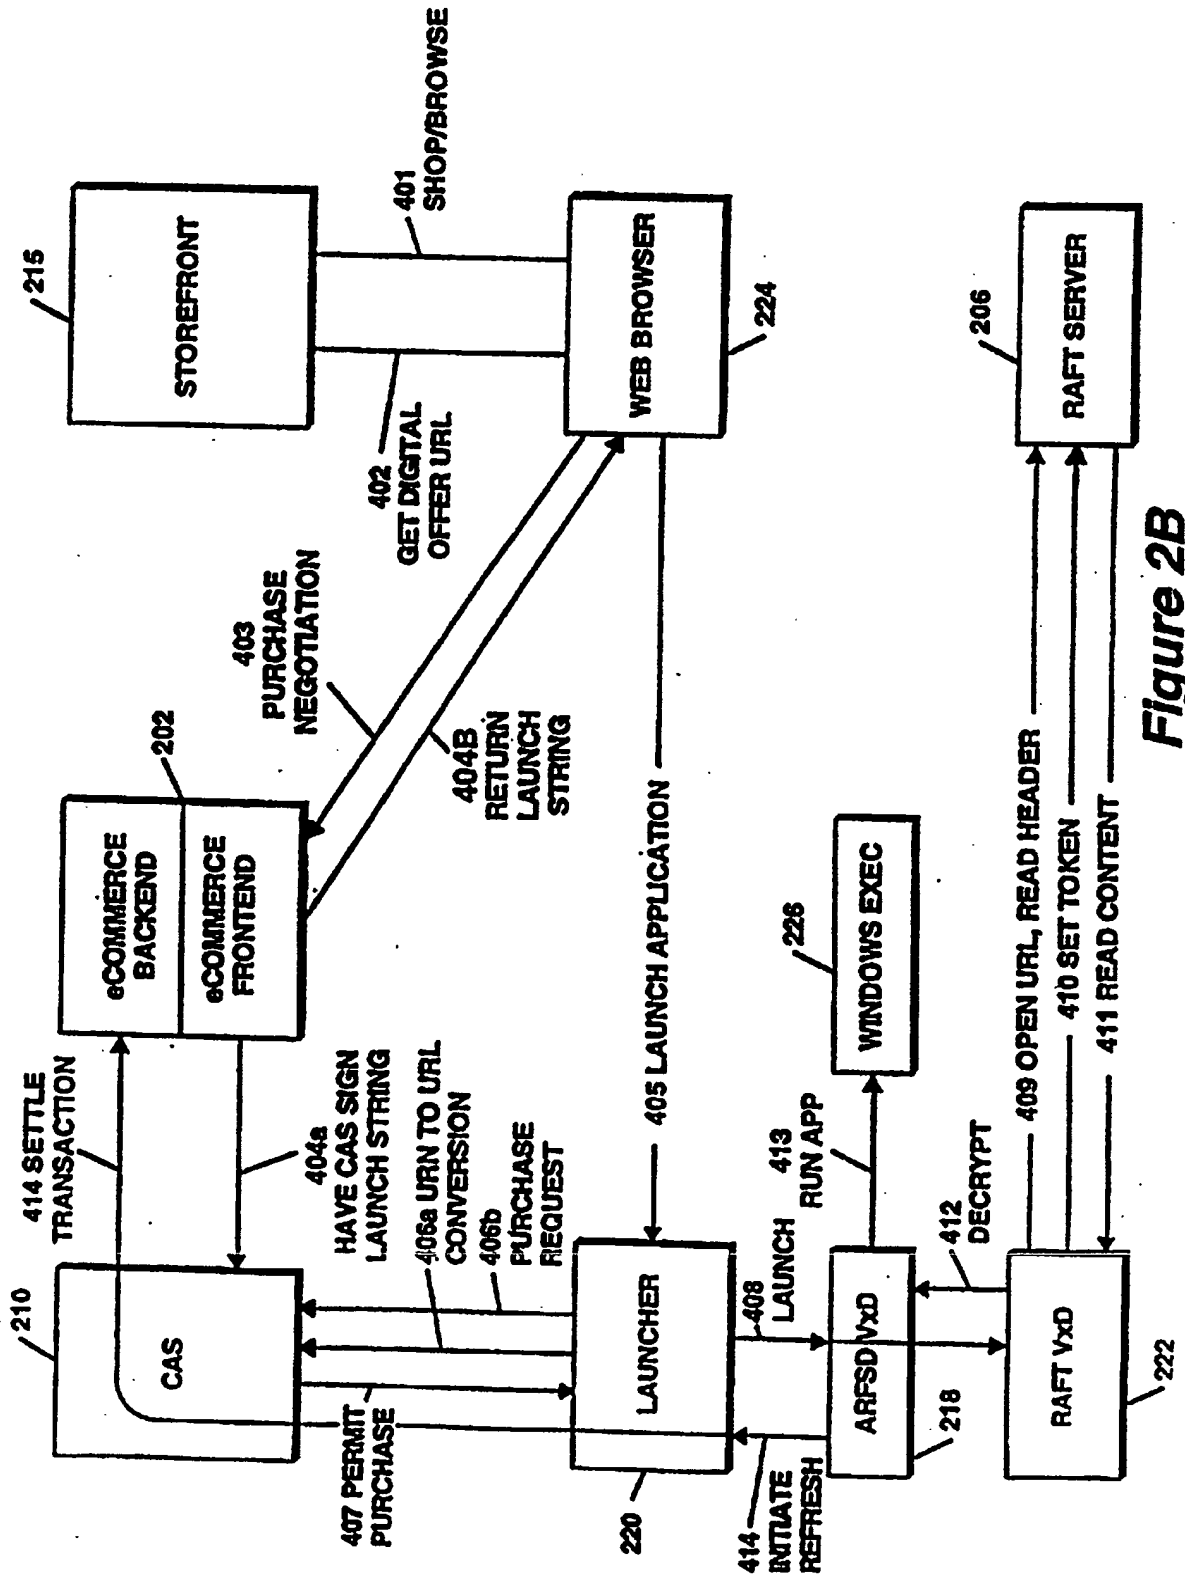 210
CAS
414 SETTLE
TRANSACTION
404a
HAVE CAS SIGN
LAUNCH STRING
406a URN TO URL
CONVERSION
406b
PURCHASE
REQUEST
407 PERMIT
PURCHASE
eCOMMERCE
BACKEND
eCOMMERCE
FRONTEND
202
403
PURCHASE
NEGOTIATION
404B
RETURN
LAUNCH
STRING
215
STOREFRONT
401
SHOP/BROWSE
402
GET DIGITAL
OFFER URL
WEB BROWSER
224
405 LAUNCH APPLICATION
LAUNCHER
220
408
LAUNCH
414
INITIATE
REFRESH
413
RUN APP
226
WINDOWS EXEC
ARFSDVxD
218
412
DECRYPT
RAFT VxD
222
409 OPEN URL, READ HEADER
410 SET TOKEN
411 READ CONTENT
206
RAFT SERVER
Figure 2B